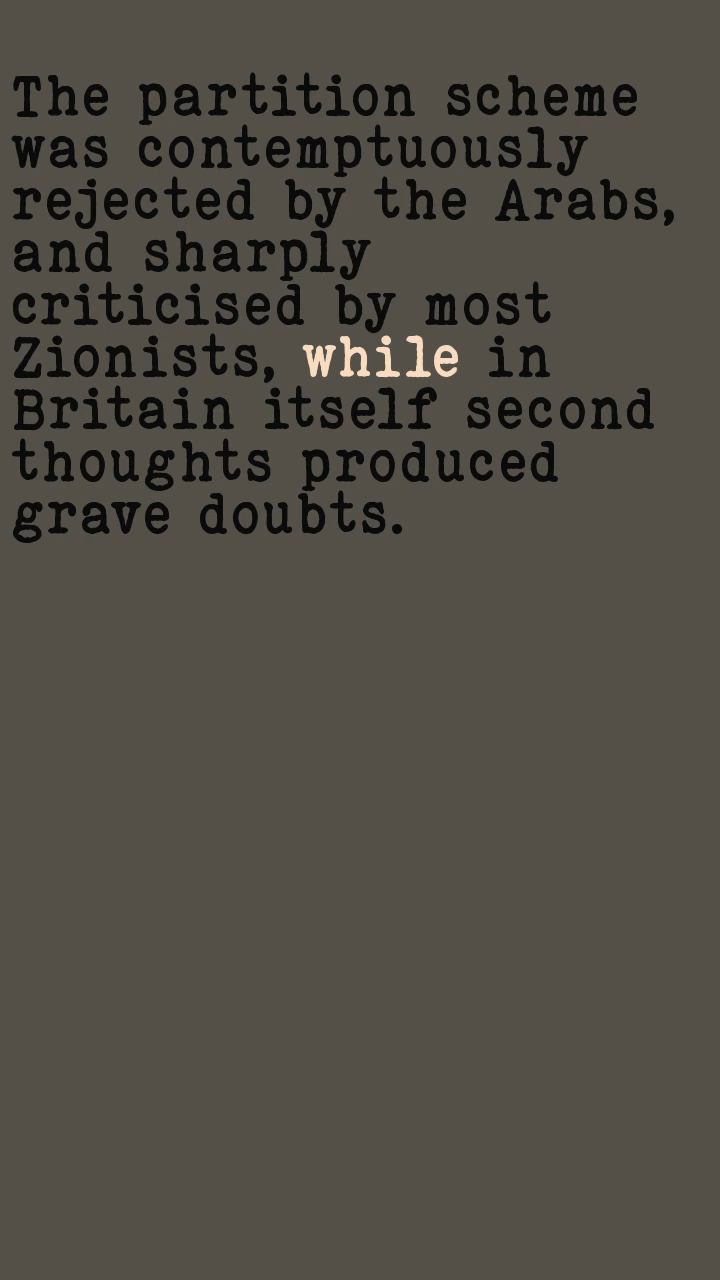 The partition scheme
was contemptuously
rejected by the Arabs,
and sharply
criticised by most
Zionists, while in
Britain itself second
thoughts produced
grave doubts.